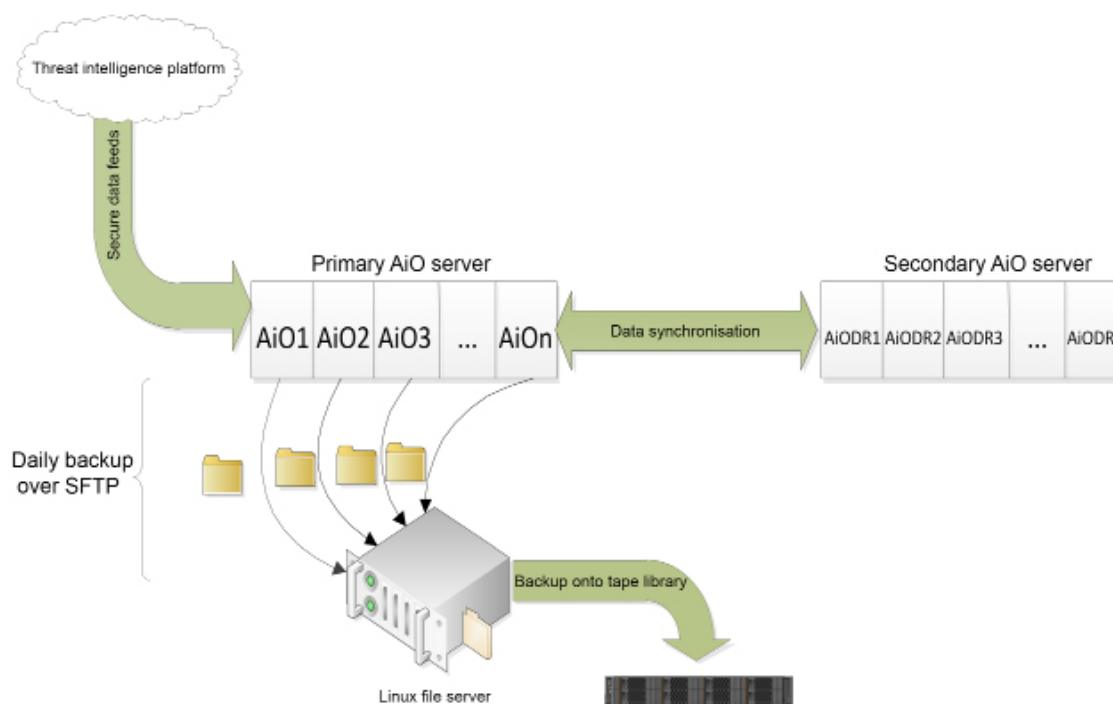 Threat intelligence platform
Secure data feeds
Primary AiO server
Secondary AiO server
AiO1 AiO2 AiO3 ... AiOn
Data synchronisation
AiODR1 AiODR2 AiODR3 ... AiODR
Daily backup
over SFTP
Backup onto tape library
Linux file server